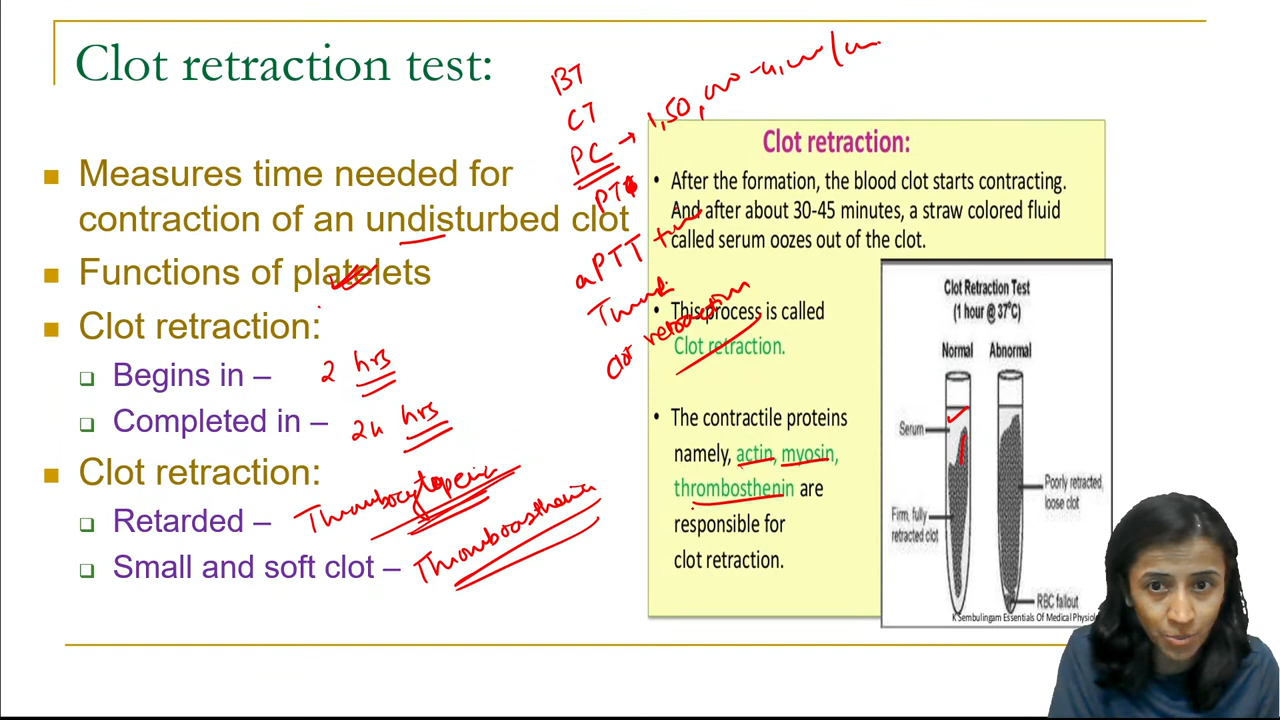 Clot retraction test:
Measures time needed for
contraction of an undisturbed clot
Functions of platelets
Clot retraction:
Begins in – 2 hrs
Completed in – 24 hrs
Clot retraction:
Retarded – Thrombocytopenia
Small and soft clot – Thromboasthenia
BT
CT
PC → 1,50,
PT
aPTT
Clot retraction
Clot retraction:
• After the formation, the blood clot starts contracting.
And after about 30-45 minutes, a straw colored fluid
called serum oozes out of the clot.
• This process is called
Clot retraction.
• The contractile proteins
namely, actin, myosin,
thrombosthenin are
responsible for
clot retraction.
Clot Retraction Test
(1 hour @ 37°C)
Normal Abnormal
Serum
Firm, fully
retracted clot
Poorly retracted,
loose clot
RBC fallout
K Sembulingam Essentials Of Medical